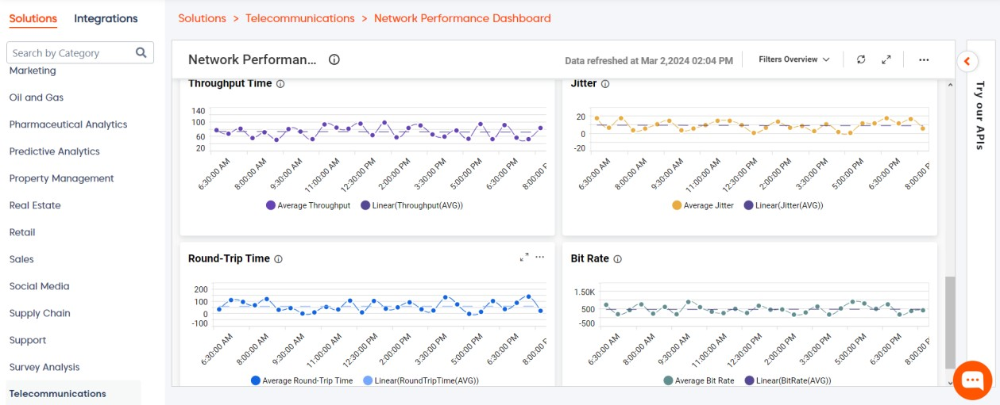 Solutions Integrations
Solutions > Telecommunications > Network Performance Dashboard
Search by Category
Marketing
Oil and Gas
Pharmaceutical Analytics
Predictive Analytics
Property Management
Real Estate
Retail
Sales
Social Media
Supply Chain
Support
Survey Analysis
Telecommunications
Network Performan...
Data refreshed at Mar 2,2024 02:04 PM
Filters Overview
Throughput Time
140
100
60
20
6:30:00 AM 8:00:00 AM 9:30:00 AM 11:00:00 AM 12:30:00 PM 2:00:00 PM 3:30:00 PM 5:00:00 PM 6:30:00 PM 8:00:00 P
Average Throughput Linear(Throughput(AVG))
Jitter
20
0
-20
6:30:00 AM 8:00:00 AM 9:30:00 AM 11:00:00 AM 12:30:00 PM 2:00:00 PM 3:30:00 PM 5:00:00 PM 6:30:00 PM 8:00:00 P
Average Jitter Linear(Jitter(AVG))
Round-Trip Time
200
100
0
-100
6:30:00 AM 8:00:00 AM 9:30:00 AM 11:00:00 AM 12:30:00 PM 2:00:00 PM 3:30:00 PM 5:00:00 PM 6:30:00 PM 8:00:00 P
Average Round-Trip Time Linear(RoundTripTime(AVG))
Bit Rate
1.50K
500
-500
6:30:00 AM 8:00:00 AM 9:30:00 AM 11:00:00 AM 12:30:00 PM 2:00:00 PM 3:30:00 PM 5:00:00 PM 6:30:00 PM 8:00:00 P
Average Bit Rate Linear(BitRate(AVG))
Try our APIs